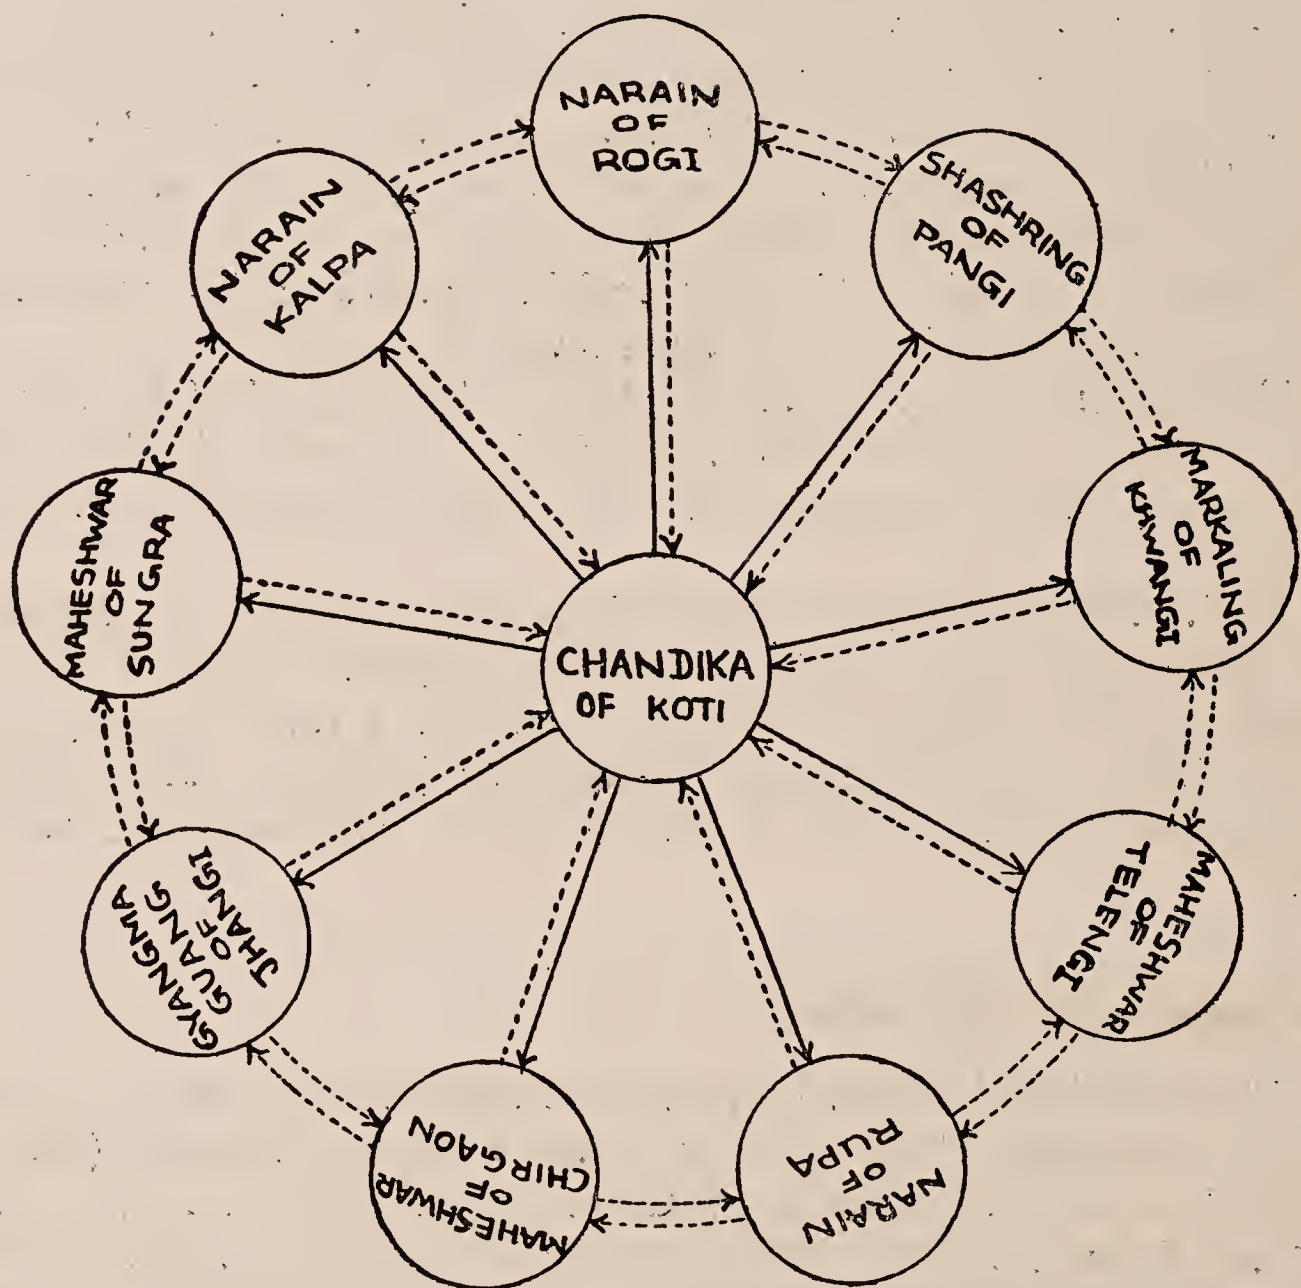 NARAIN
OF
ROGI
SHASHRING
OF
PANGI
MARKALING
OF
KHWANGI
MAHESHWAR
OF
TELENGI
NARAIN
OF
RUPA
MAHESHWAR
OF
CHIRGAON
GYANGMA
GUANG
OF
JHANGI
MAHESHWAR
OF
SUNGRA
NARAIN
OF
KALPA
CHANDIKA
OF KOTI